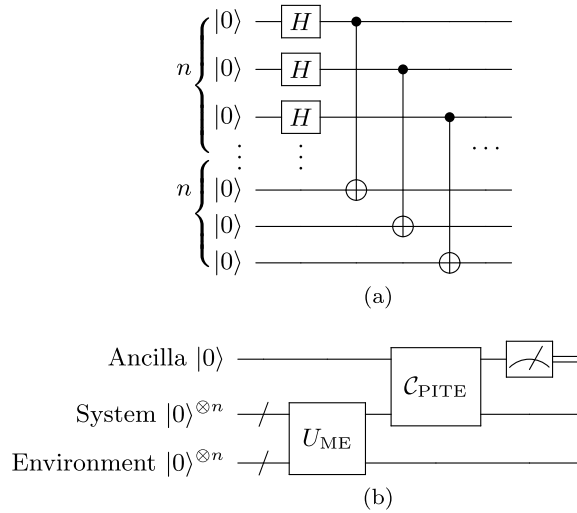 |0⟩ H
n |0⟩ H
|0⟩ H
⋮ ⋮ ⋯
n |0⟩
|0⟩
|0⟩
(a)
Ancilla |0⟩
C_PITE
System |0⟩^{⊗n}
U_ME
Environment |0⟩^{⊗n}
(b)